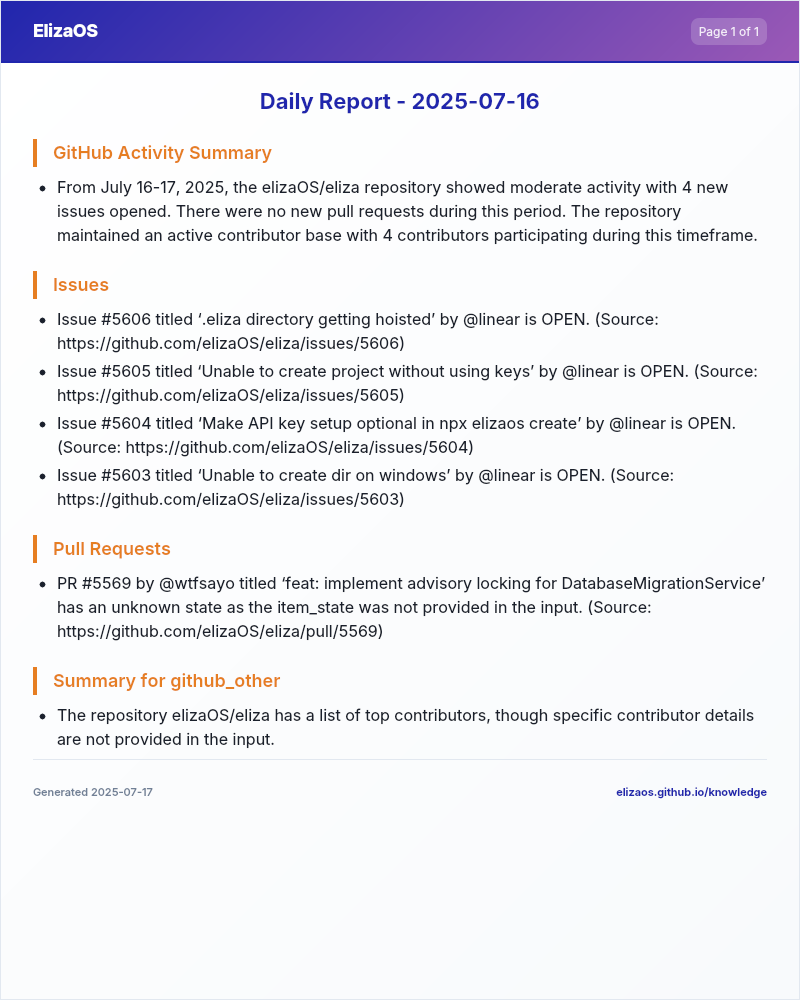 ElizaOS
Page 1 of 1
Daily Report - 2025-07-16
GitHub Activity Summary
• From July 16-17, 2025, the elizaOS/eliza repository showed moderate activity with 4 new
issues opened. There were no new pull requests during this period. The repository
maintained an active contributor base with 4 contributors participating during this timeframe.
Issues
• Issue #5606 titled ‘.eliza directory getting hoisted’ by @linear is OPEN. (Source:
https://github.com/elizaOS/eliza/issues/5606)
• Issue #5605 titled ‘Unable to create project without using keys’ by @linear is OPEN. (Source:
https://github.com/elizaOS/eliza/issues/5605)
• Issue #5604 titled ‘Make API key setup optional in npx elizaos create’ by @linear is OPEN.
(Source: https://github.com/elizaOS/eliza/issues/5604)
• Issue #5603 titled ‘Unable to create dir on windows’ by @linear is OPEN. (Source:
https://github.com/elizaOS/eliza/issues/5603)
Pull Requests
• PR #5569 by @wtfsayo titled ‘feat: implement advisory locking for DatabaseMigrationService’
has an unknown state as the item_state was not provided in the input. (Source:
https://github.com/elizaOS/eliza/pull/5569)
Summary for github_other
• The repository elizaOS/eliza has a list of top contributors, though specific contributor details
are not provided in the input.
Generated 2025-07-17
elizaos.github.io/knowledge